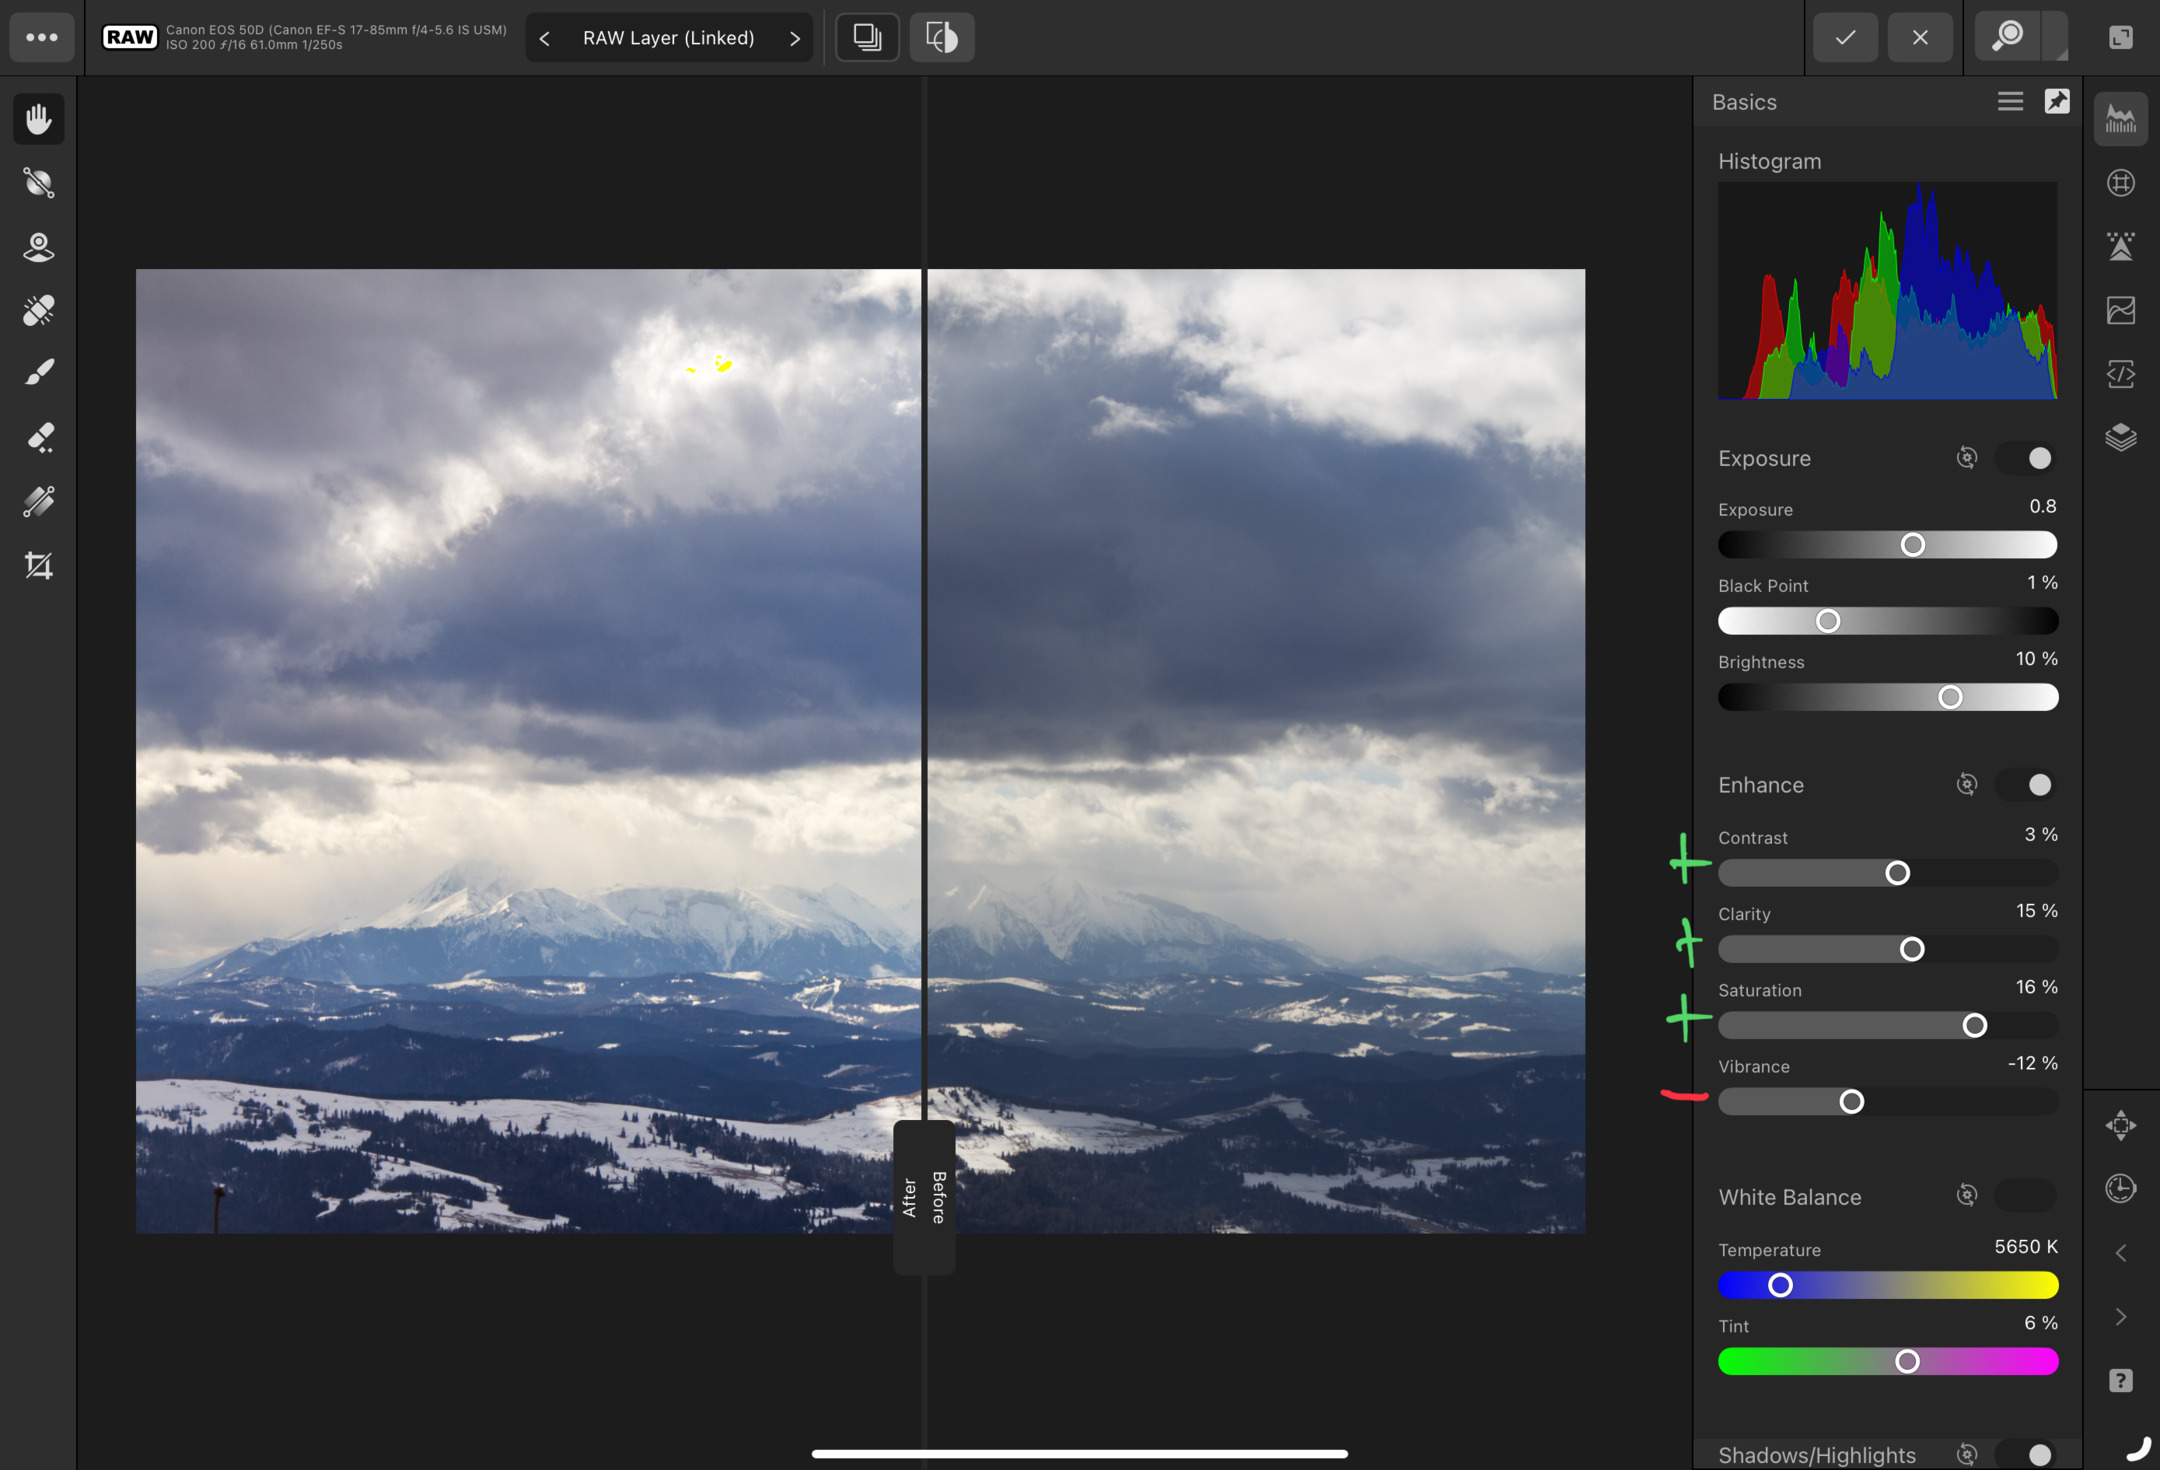 RAW
Canon EOS 50D (Canon EF-S 17-85mm f/4-5.6 IS USM)
ISO 200 ƒ/16 61.0mm 1/250s
RAW Layer (Linked)
Basics
Histogram
Exposure
Exposure 0.8
Black Point 1 %
Brightness 10 %
Enhance
Contrast 3 %
Clarity 15 %
Saturation 16 %
Vibrance -12 %
White Balance
Temperature 5650 K
Tint 6 %
Shadows/Highlights
After
Before
?